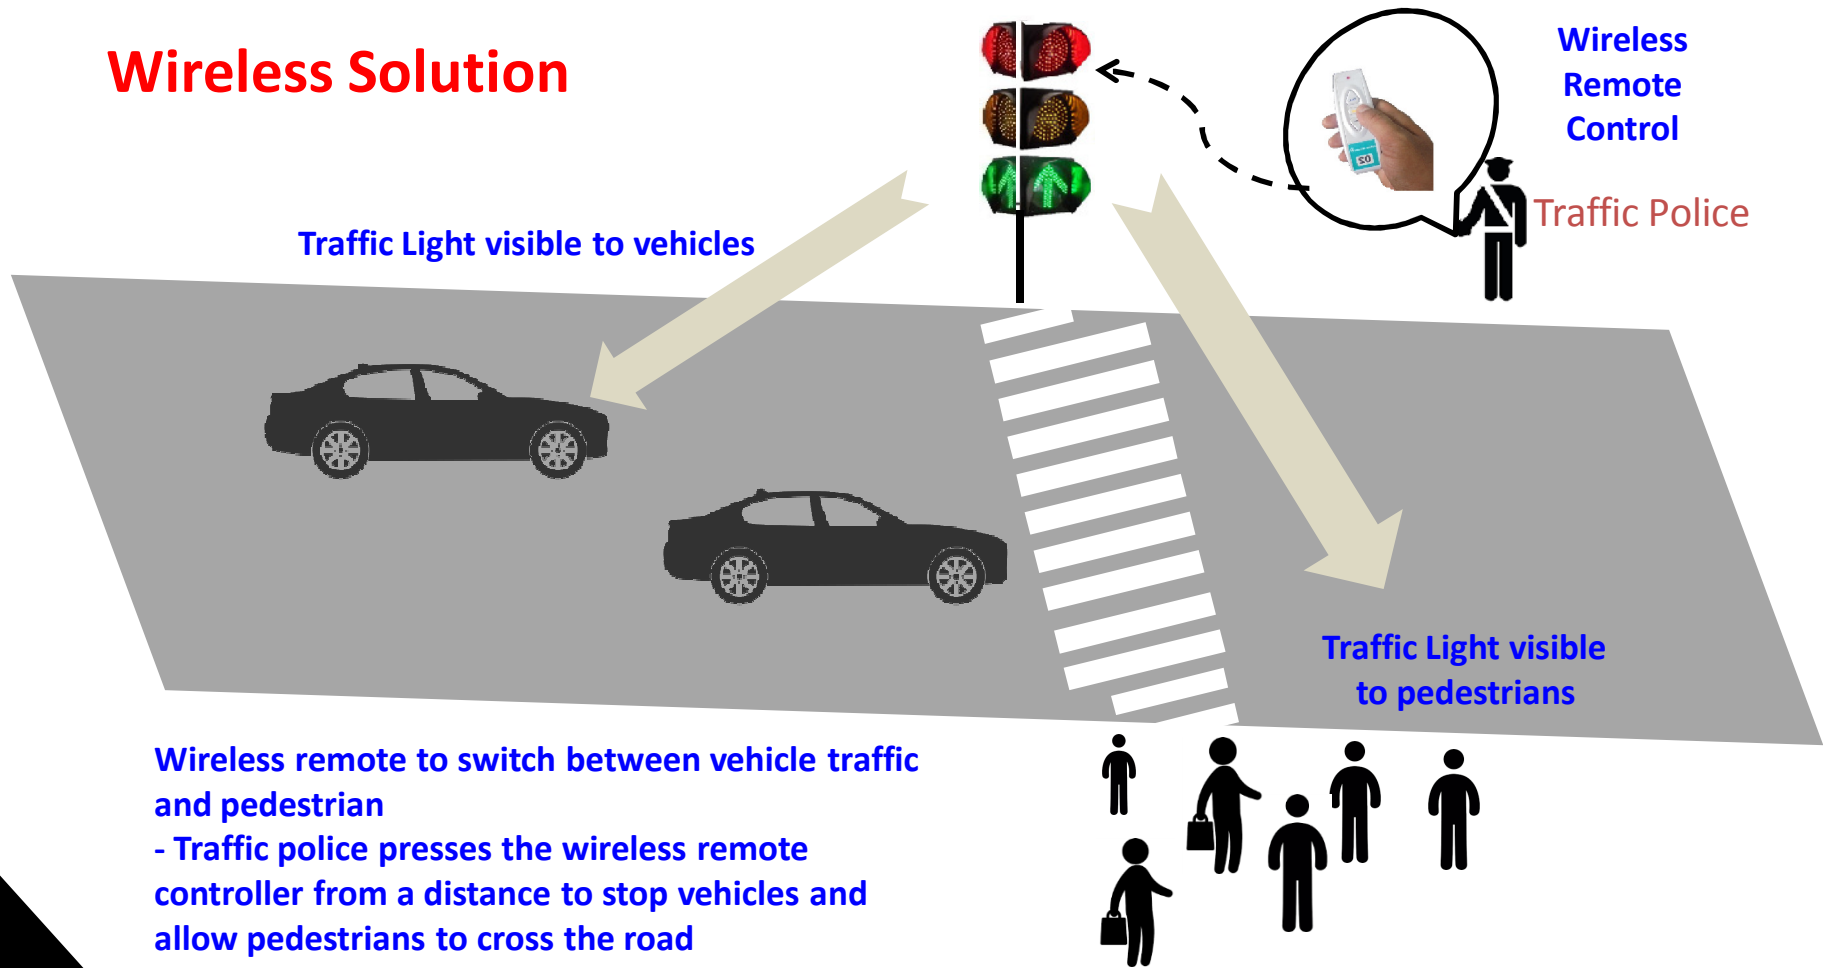 Wireless Solution
Wireless
Remote
Control
Traffic Police
Traffic Light visible to vehicles
Traffic Light visible
to pedestrians
Wireless remote to switch between vehicle traffic
and pedestrian
- Traffic police presses the wireless remote
controller from a distance to stop vehicles and
allow pedestrians to cross the road